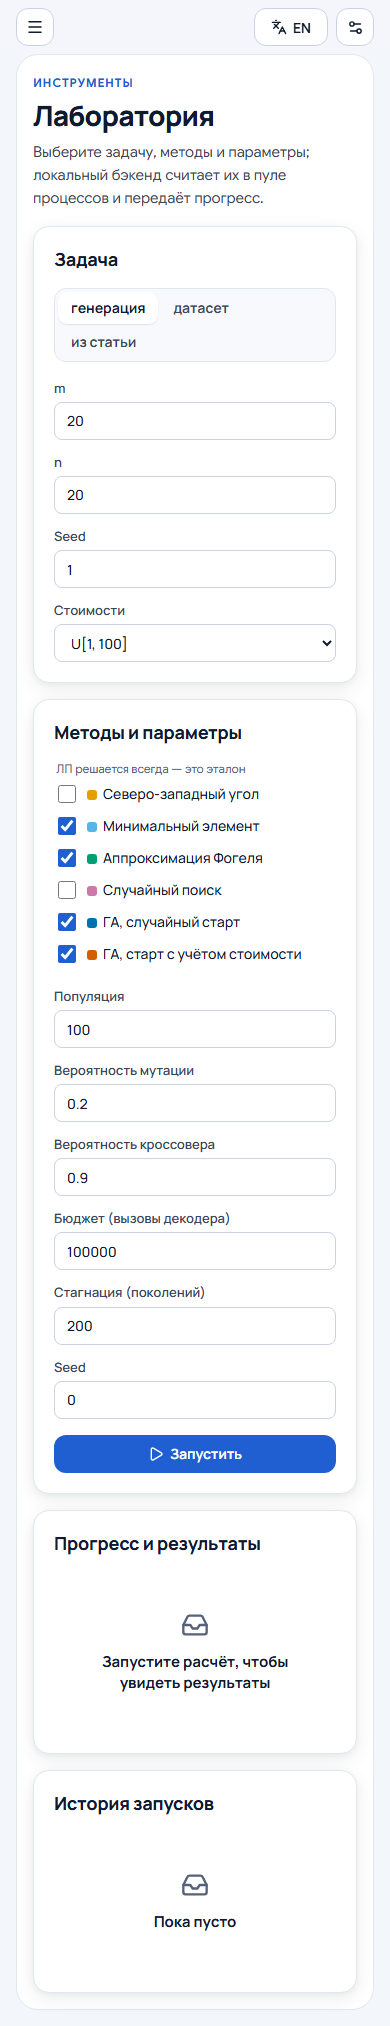 EN
ИНСТРУМЕНТЫ
Лаборатория
Выберите задачу, методы и параметры;
локальный бэкенд считает их в пуле
процессов и передаёт прогресс.
Задача
генерация датасет
из статьи
m
20
n
20
Seed
1
Стоимости
U[1, 100]
Методы и параметры
ЛП решается всегда — это эталон
Северо-западный угол
Минимальный элемент
Аппроксимация Фогеля
Случайный поиск
ГА, случайный старт
ГА, старт с учётом стоимости
Популяция
100
Вероятность мутации
0.2
Вероятность кроссовера
0.9
Бюджет (вызовы декодера)
100000
Стагнация (поколений)
200
Seed
0
Запустить
Прогресс и результаты
Запустите расчёт, чтобы
увидеть результаты
История запусков
Пока пусто